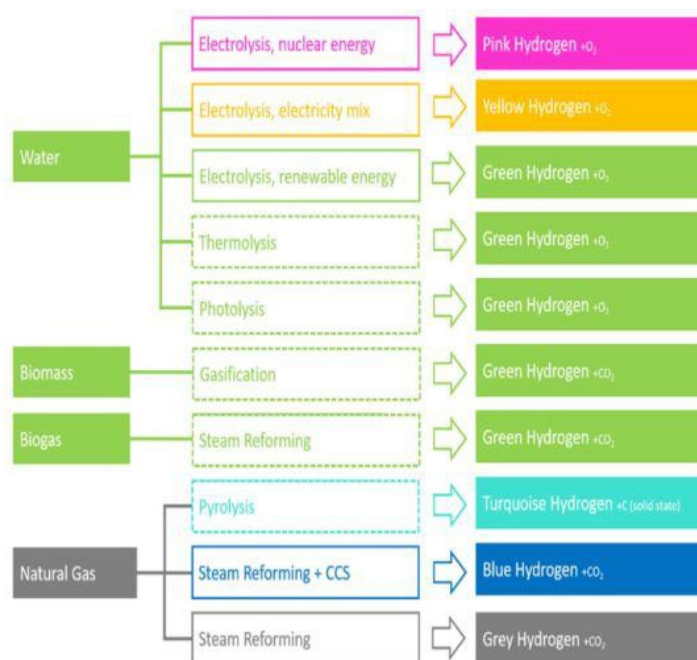 Electrolysis, nuclear energy
Pink Hydrogen +O₂
Electrolysis, electricity mix
Yellow Hydrogen +O₂
Water
Electrolysis, renewable energy
Green Hydrogen +O₂
Thermolysis
Green Hydrogen +O₂
Photolysis
Green Hydrogen +O₂
Biomass
Gasification
Green Hydrogen +CO₂
Biogas
Steam Reforming
Green Hydrogen +CO₂
Pyrolysis
Turquoise Hydrogen +C (solid state)
Natural Gas
Steam Reforming + CCS
Blue Hydrogen +CO₂
Steam Reforming
Grey Hydrogen +CO₂